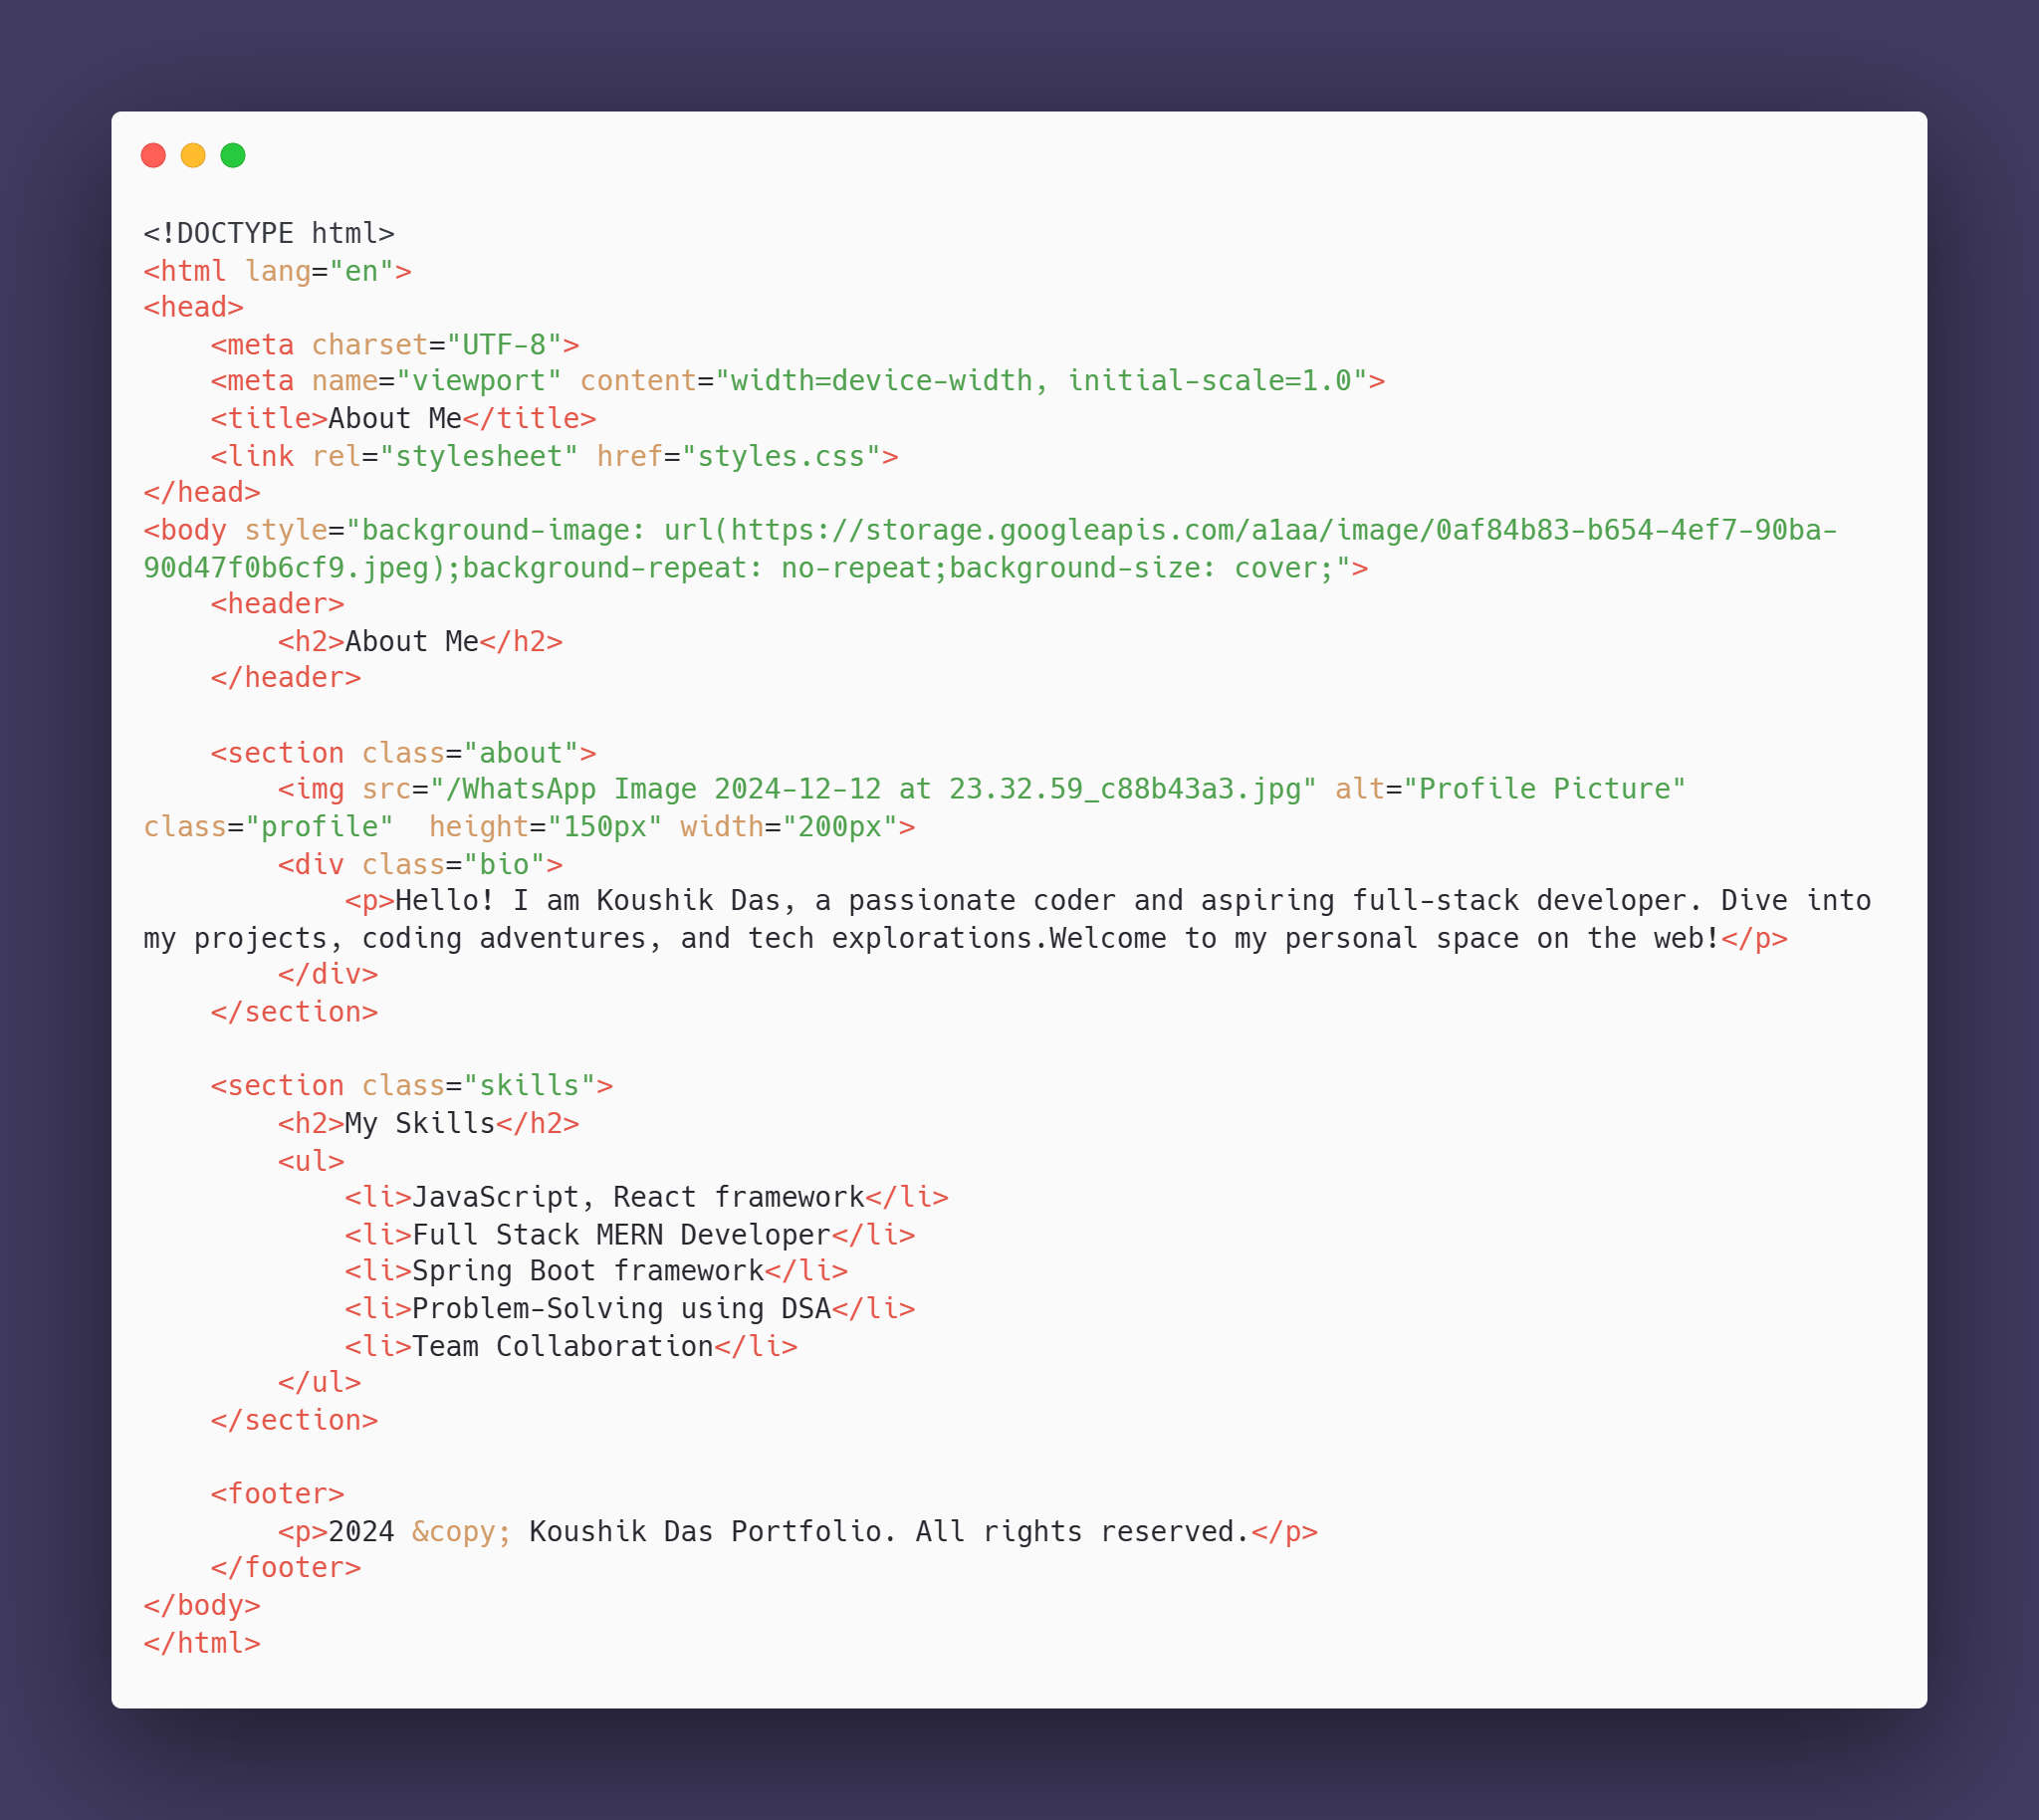 <!DOCTYPE html>
<html lang="en">
<head>
    <meta charset="UTF-8">
    <meta name="viewport" content="width=device-width, initial-scale=1.0">
    <title>About Me</title>
    <link rel="stylesheet" href="styles.css">
</head>
<body style="background-image: url(https://storage.googleapis.com/a1aa/image/0af84b83-b654-4ef7-90ba-
90d47f0b6cf9.jpeg);background-repeat: no-repeat;background-size: cover;">
    <header>
        <h2>About Me</h2>
    </header>

    <section class="about">
        <img src="/WhatsApp Image 2024-12-12 at 23.32.59_c88b43a3.jpg" alt="Profile Picture"
class="profile"  height="150px" width="200px">
        <div class="bio">
            <p>Hello! I am Koushik Das, a passionate coder and aspiring full-stack developer. Dive into
my projects, coding adventures, and tech explorations.Welcome to my personal space on the web!</p>
        </div>
    </section>

    <section class="skills">
        <h2>My Skills</h2>
        <ul>
            <li>JavaScript, React framework</li>
            <li>Full Stack MERN Developer</li>
            <li>Spring Boot framework</li>
            <li>Problem-Solving using DSA</li>
            <li>Team Collaboration</li>
        </ul>
    </section>

    <footer>
        <p>2024 &copy; Koushik Das Portfolio. All rights reserved.</p>
    </footer>
</body>
</html>